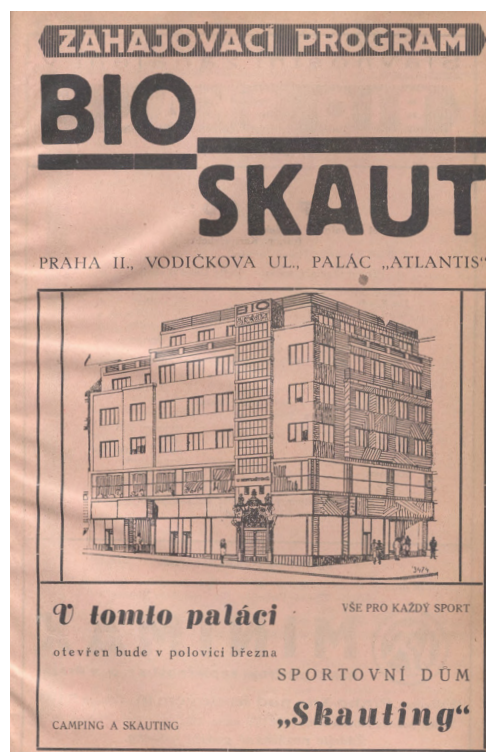 ZAHAJOVACÍ PROGRAM
BIO
SKAUT
PRAHA II., VODIČKOVA UL., PALÁC „ATLANTIS“
BIO
V tomto paláci
VŠE PRO KAŽDÝ SPORT
otevřen bude v polovici března
SPORTOVNÍ DŮM
CAMPING A SKAUTING
„Skauting“